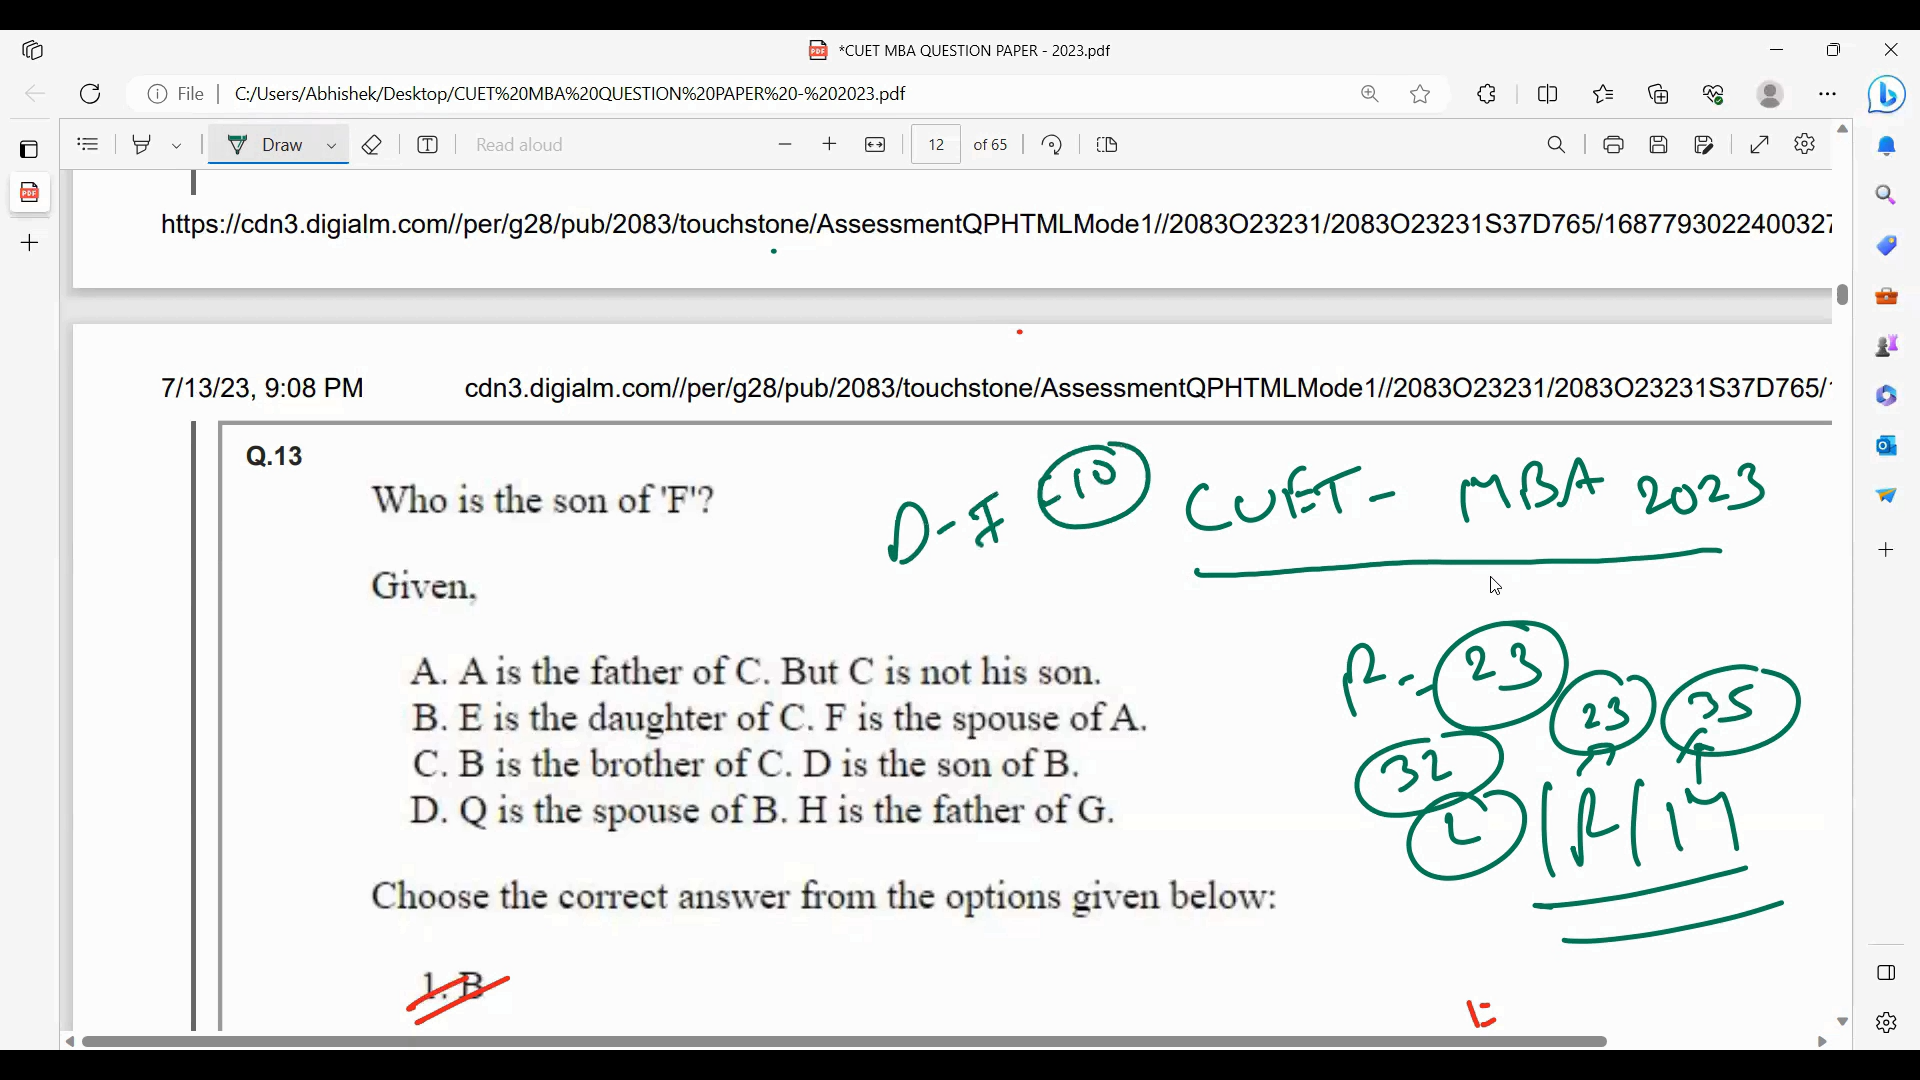 *CUET MBA QUESTION PAPER - 2023.pdf
File C:/Users/Abhishek/Desktop/CUET%20MBA%20QUESTION%20PAPER%20-%202023.pdf
Draw Read aloud 12 of 65
https://cdn3.digialm.com//per/g28/pub/2083/touchstone/AssessmentQPHTMLMode1//2083O23231/2083O23231S37D765/168779302240032
7/13/23, 9:08 PM cdn3.digialm.com//per/g28/pub/2083/touchstone/AssessmentQPHTMLMode1//2083O23231/2083O23231S37D765/
Q.13
Who is the son of 'F'?
D-I 10 CUET - MBA 2023
Given,
A. A is the father of C. But C is not his son.
R - 23
B. E is the daughter of C. F is the spouse of A.
23 35
C. B is the brother of C. D is the son of B.
32
D. Q is the spouse of B. H is the father of G.
L | R | M
Choose the correct answer from the options given below:
1. B
E